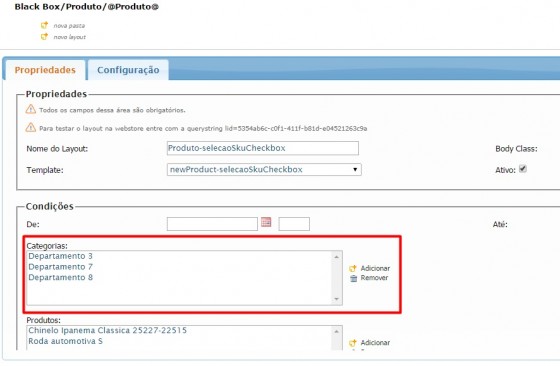 Black Box/Produto/@Produto@
nova pasta
novo layout
Propriedades
Configuração
Propriedades
Todos os campos dessa área são obrigatórios.
Para testar o layout na webstore entre com a querystring lid=5354ab6c-c0f1-411f-b81d-e04521263c9a
Nome do Layout: Produto-selecaoSkuCheckbox Body Class:
Template: newProduct-selecaoSkuCheckbox Ativo:
Condições
De: Até:
Categorias:
Departamento 3
Departamento 7
Departamento 8
Adicionar
Remover
Produtos:
Chinelo Ipanema Classica 25227-22515
Roda automotiva S
Adicionar